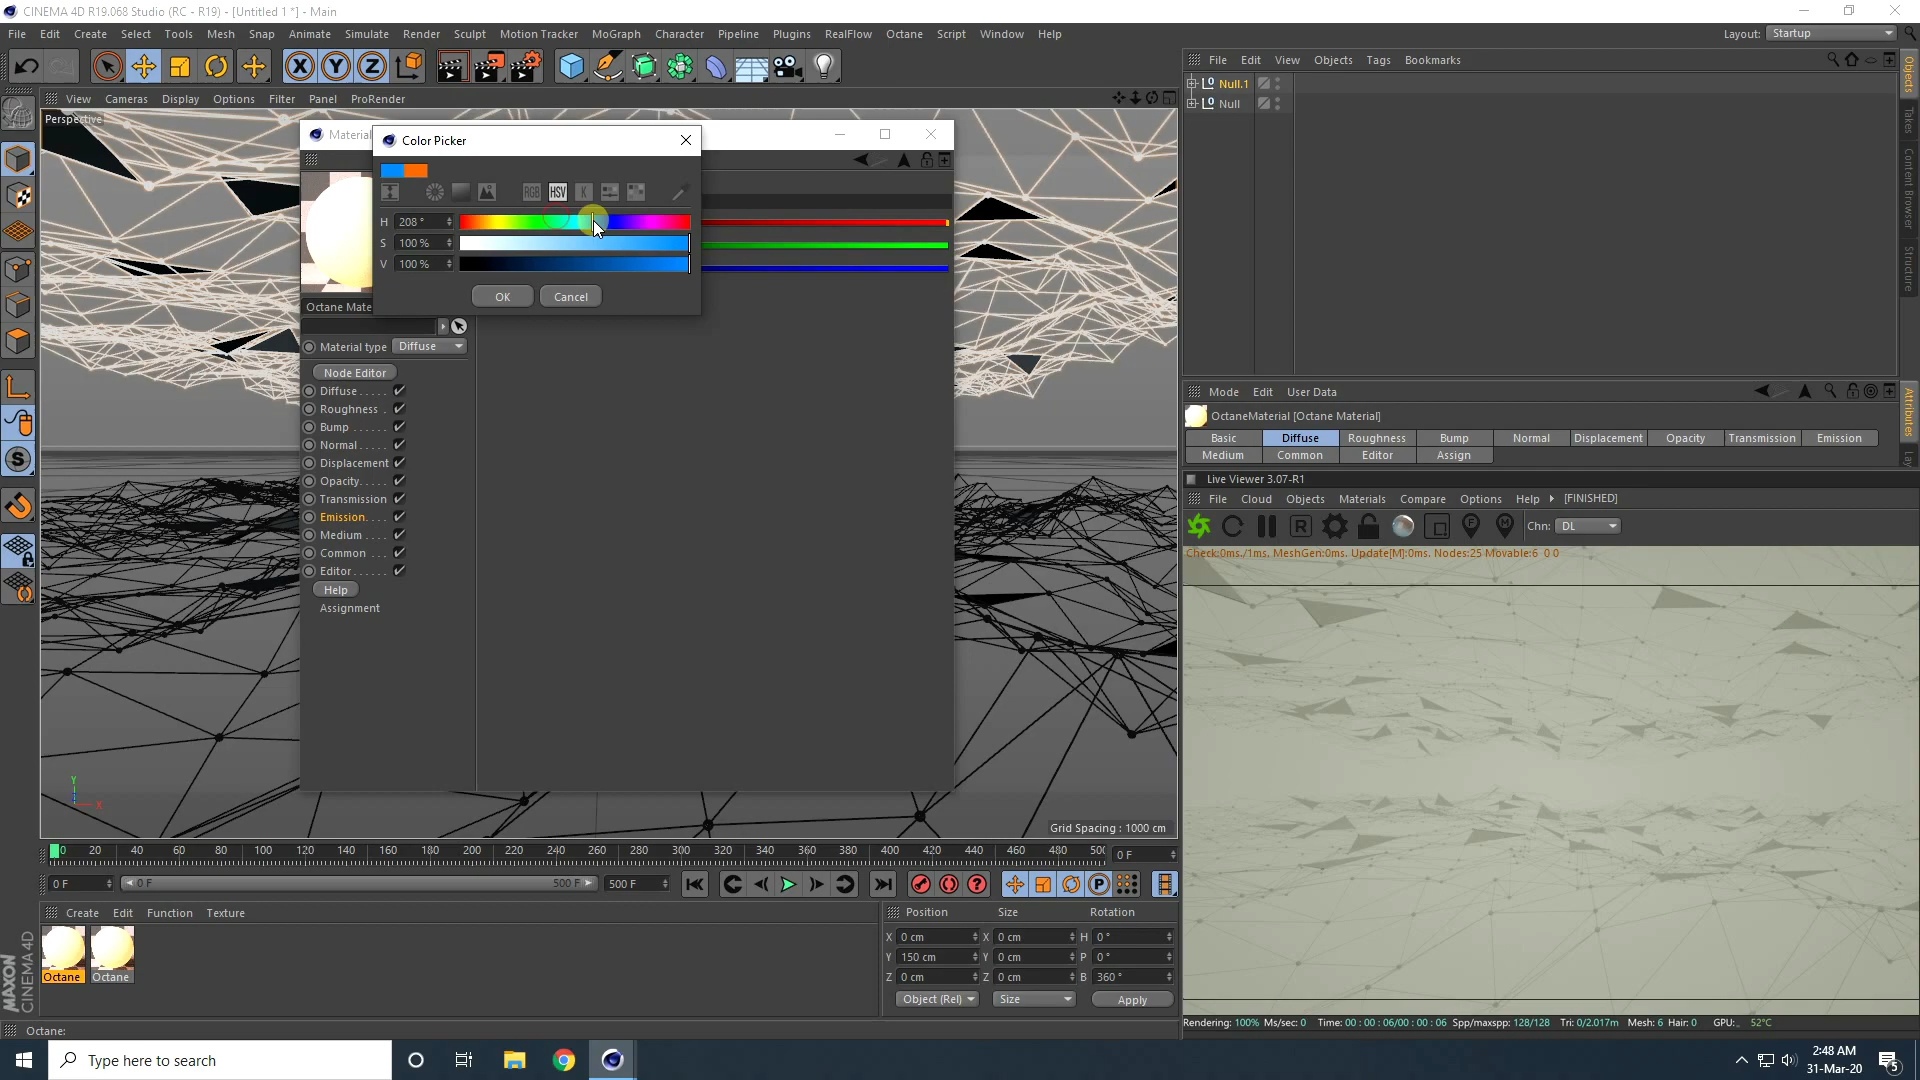 CINEMA 4D R19.068 Studio (RC - R19) - [Untitled 1 *] - Main
File Edit Create Select Tools Mesh Snap Animate Simulate Render Sculpt Motion Tracker MoGraph Character Pipeline Plugins RealFlow Octane Script Window Help
Layout: Startup
View Cameras Display Options Filter Panel ProRender
Perspective
Material
Color Picker
RGB HSV K
H 208 °
S 100 %
V 100 %
OK Cancel
Octane Mate
Material type Diffuse
Node Editor
Diffuse.....
Roughness .
Bump ......
Normal.....
Displacement
Opacity.....
Transmission
Emission....
Medium.....
Common ...
Editor......
Help
Assignment
Y
X
Grid Spacing : 1000 cm
File Edit View Objects Tags Bookmarks
Null.1
Null
Objects
Takes
Content Browser
Structure
Mode Edit User Data
OctaneMaterial [Octane Material]
Basic Diffuse Roughness Bump Normal Displacement Opacity Transmission Emission
Medium Common Editor Assign
Attributes
Lay
Live Viewer 3.07-R1
File Cloud Objects Materials Compare Options Help [FINISHED]
Chn: DL
Check:0ms./1ms. MeshGen:0ms. Update[M]:0ms. Nodes:25 Movable:6 0 0
Rendering: 100% Ms/sec: 0 Time: 00 : 00 : 06/00 : 00 : 06 Spp/maxspp: 128/128 Tri: 0/2.017m Mesh: 6 Hair: 0 GPU: 52°C
0 20 40 60 80 100 120 140 160 180 200 220 240 260 280 300 320 340 360 380 400 420 440 460 480 500
0 F
0 F 0 F 500 F 500 F
Create Edit Function Texture
Octane Octane
Position Size Rotation
X 0 cm X 0 cm H 0 °
Y 150 cm Y 0 cm P 0 °
Z 0 cm Z 0 cm B 360 °
Object (Rel) Size Apply
MAXON CINEMA 4D
Octane:
Type here to search
2:48 AM
31-Mar-20
5